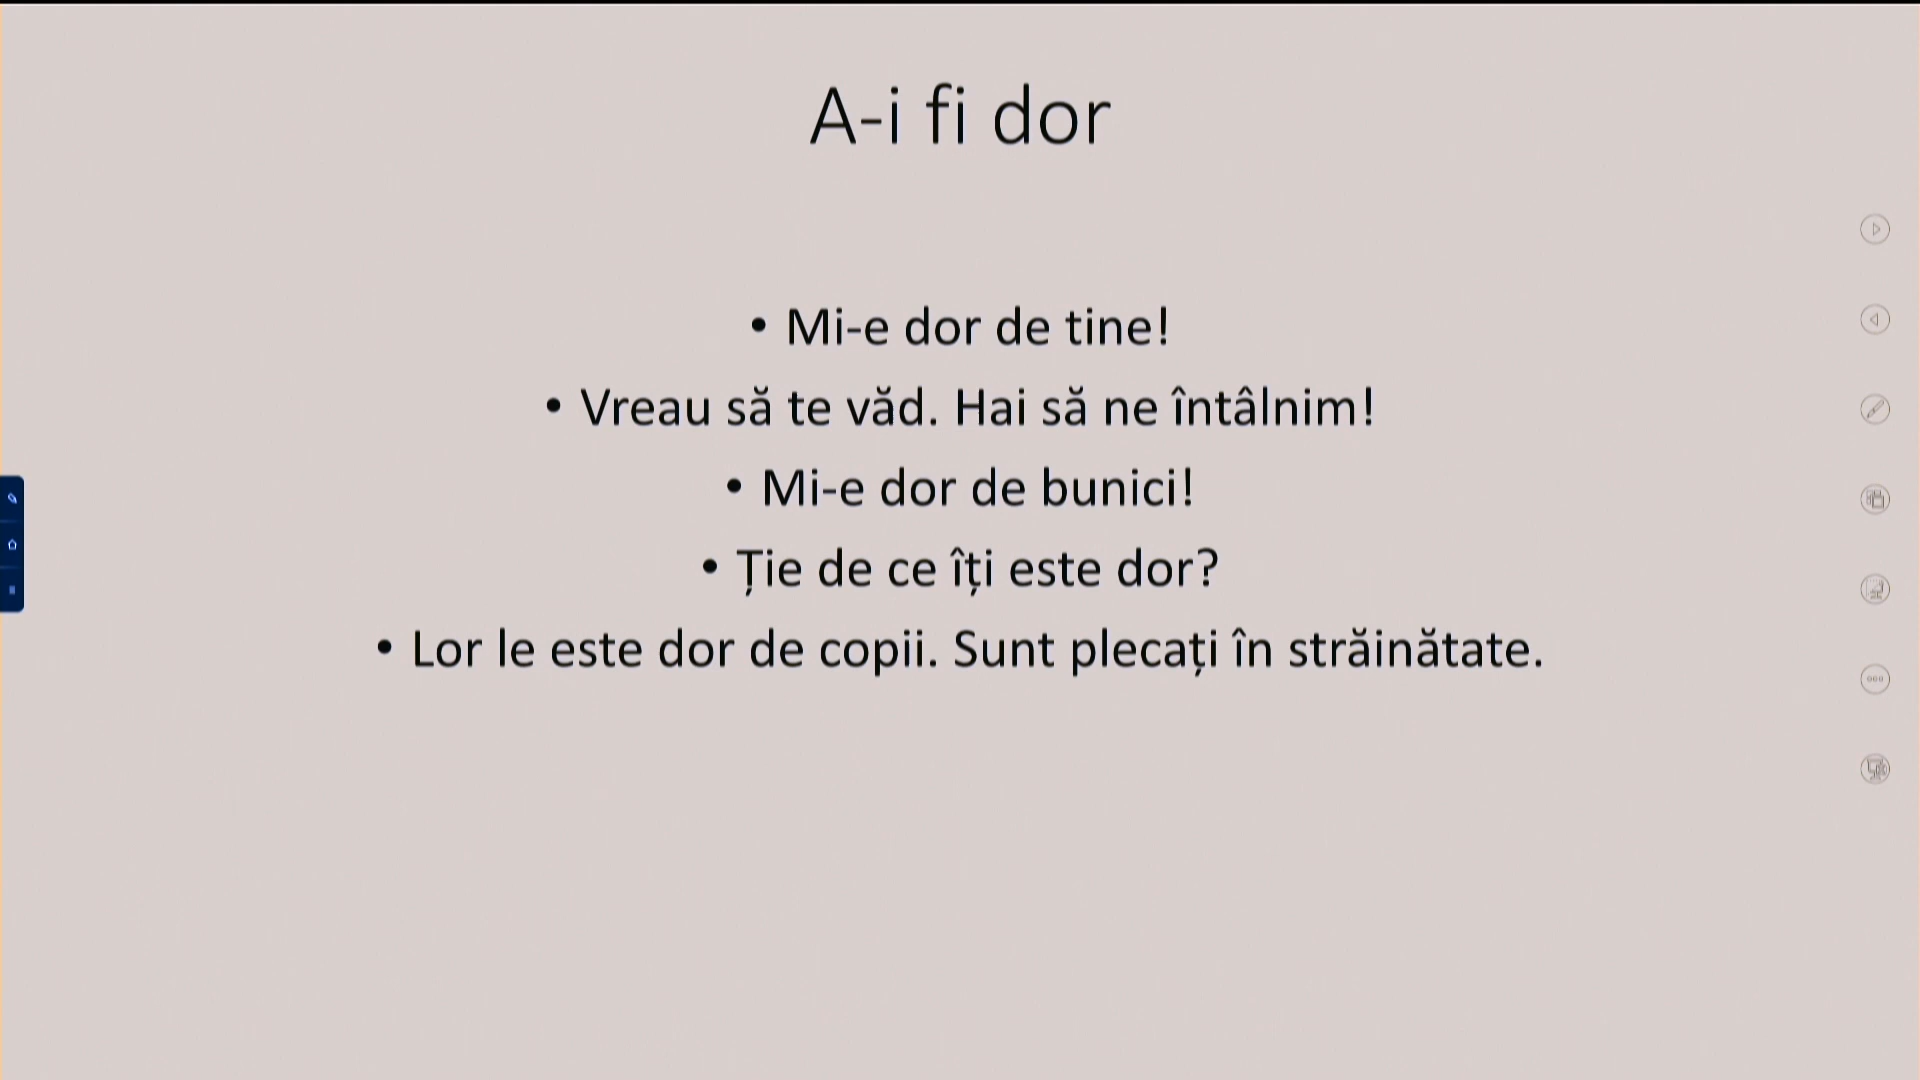 A-i fi dor
• Mi-e dor de tine!
• Vreau să te văd. Hai să ne întâlnim!
• Mi-e dor de bunici!
• Ție de ce îți este dor?
• Lor le este dor de copii. Sunt plecați în străinătate.